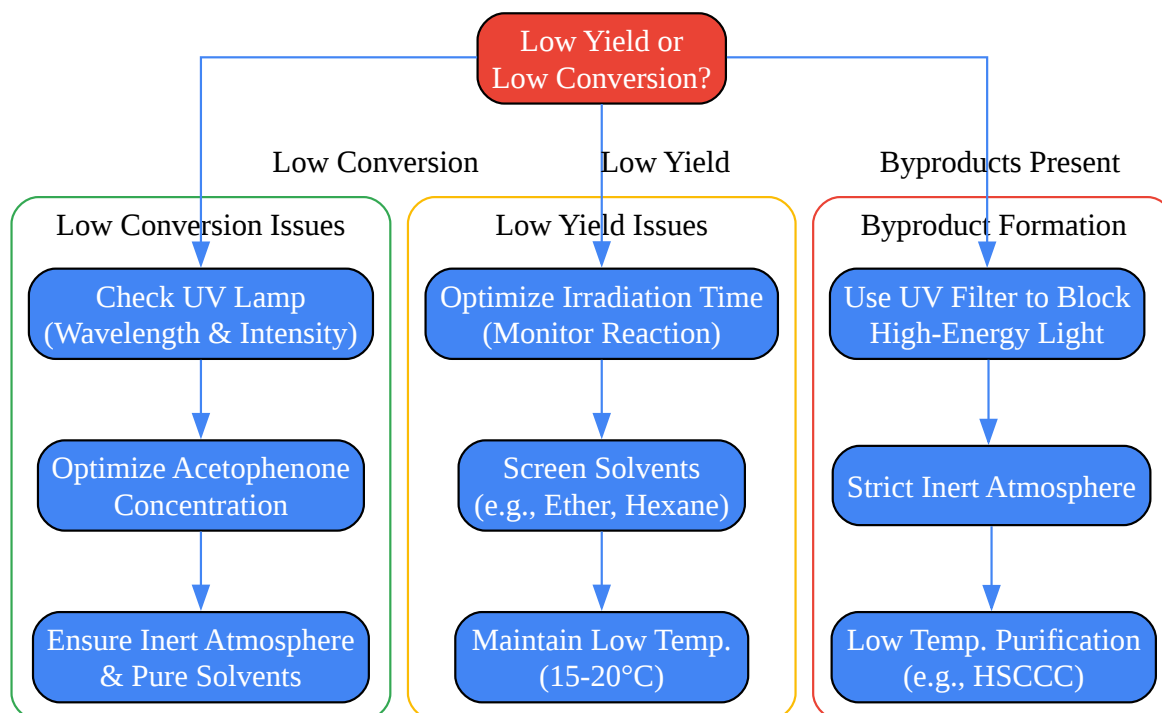 Low Yield or
Low Conversion?
Low Conversion
Low Yield
Byproducts Present
Low Conversion Issues
Check UV Lamp
(Wavelength & Intensity)
Optimize Acetophenone
Concentration
Ensure Inert Atmosphere
& Pure Solvents
Low Yield Issues
Optimize Irradiation Time
(Monitor Reaction)
Screen Solvents
(e.g., Ether, Hexane)
Maintain Low Temp.
(15-20°C)
Byproduct Formation
Use UV Filter to Block
High-Energy Light
Strict Inert Atmosphere
Low Temp. Purification
(e.g., HSCCC)